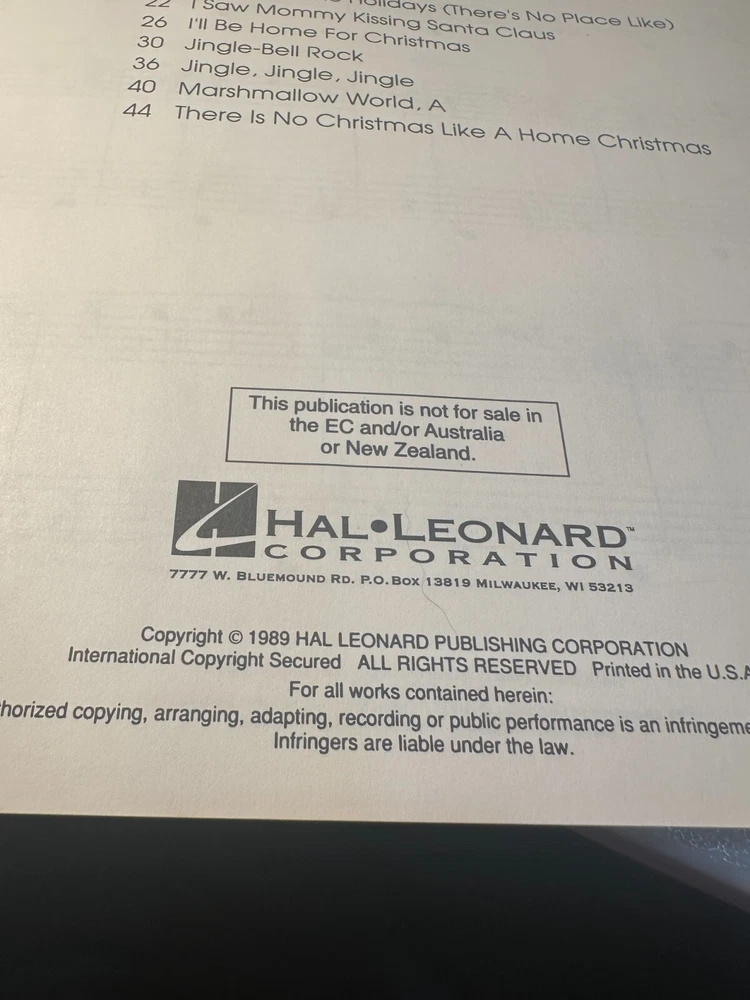 Holidays (There's No Place Like)
22 I Saw Mommy Kissing Santa Claus
26 I'll Be Home For Christmas
30 Jingle-Bell Rock
36 Jingle, Jingle, Jingle
40 Marshmallow World, A
44 There Is No Christmas Like A Home Christmas
This publication is not for sale in
the EC and/or Australia
or New Zealand.
HAL•LEONARD™
CORPORATION
7777 W. BLUEMOUND RD. P.O. BOX 13819 MILWAUKEE, WI 53213
Copyright © 1989 HAL LEONARD PUBLISHING CORPORATION
International Copyright Secured ALL RIGHTS RESERVED Printed in the U.S.A
For all works contained herein:
horized copying, arranging, adapting, recording or public performance is an infringeme
Infringers are liable under the law.